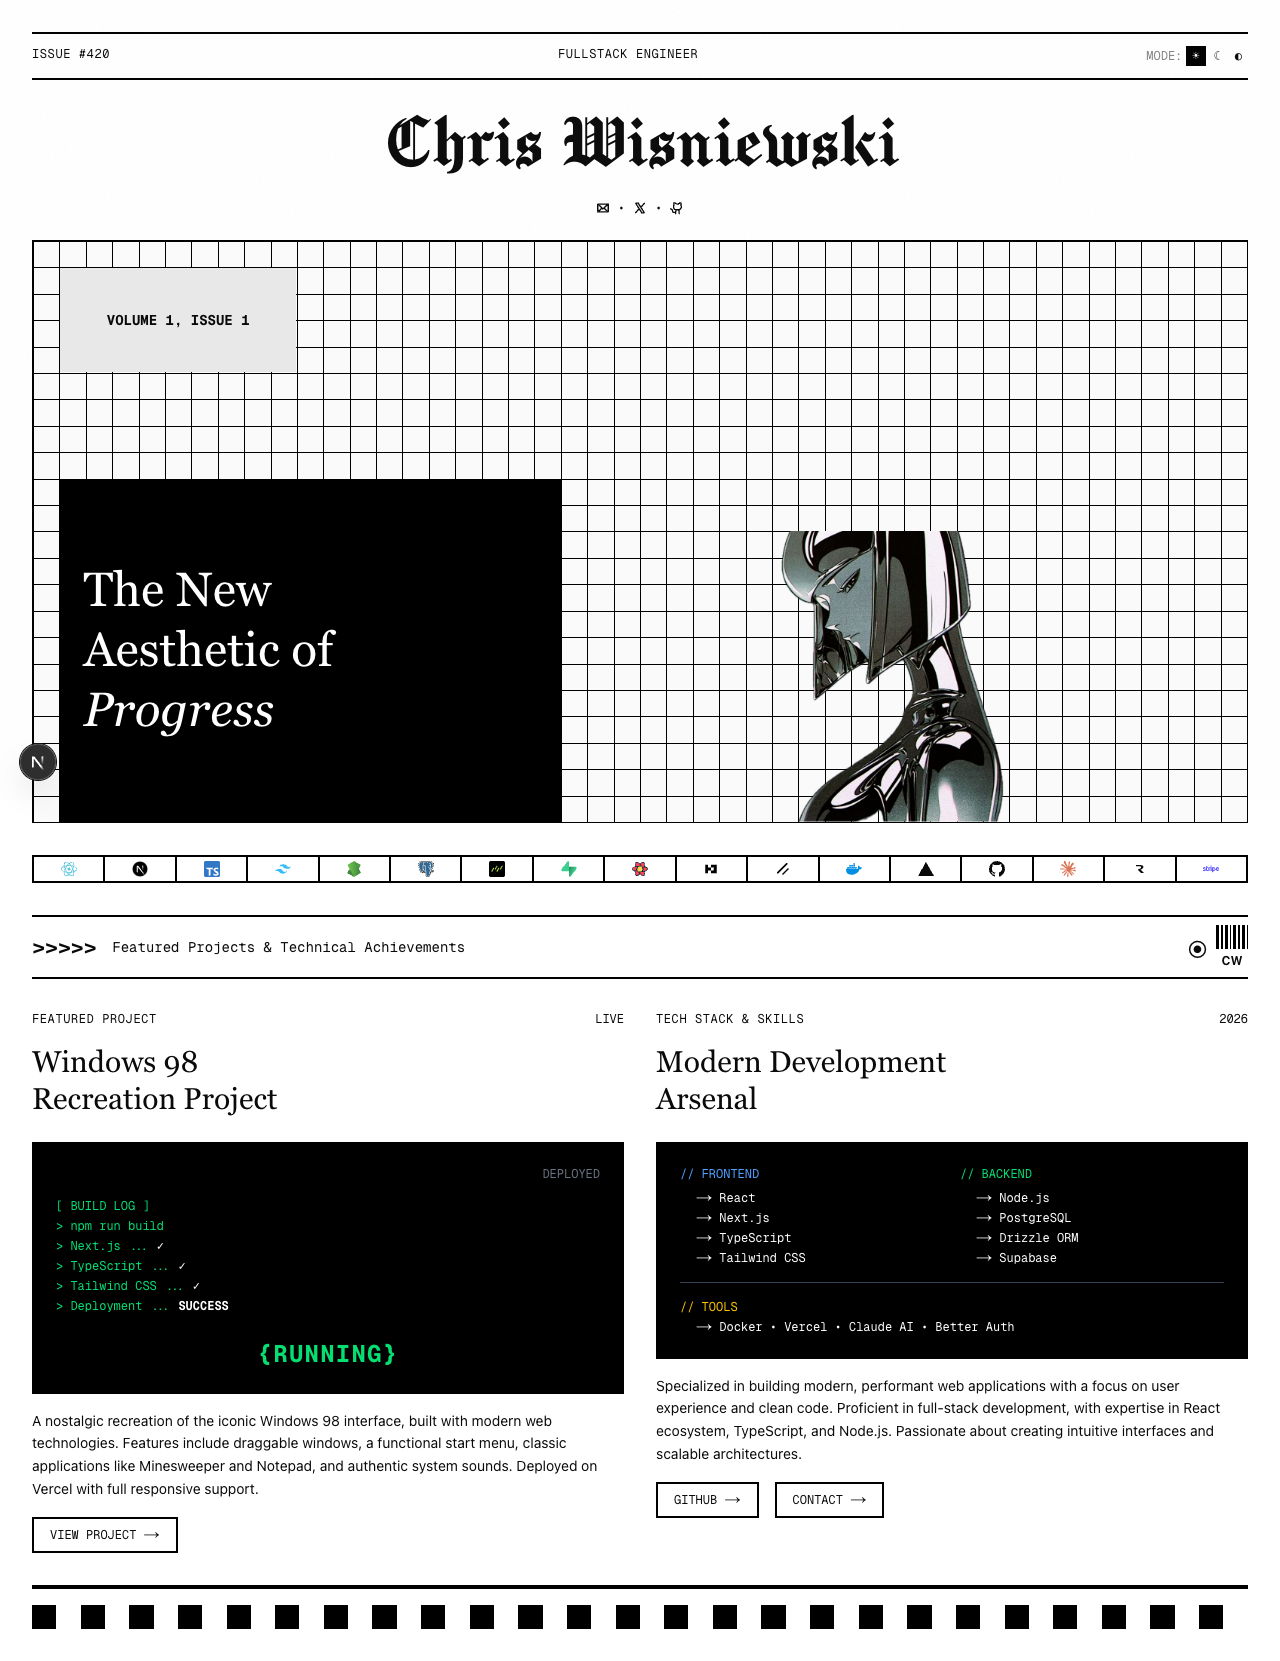 ISSUE #420
FULLSTACK ENGINEER
MODE:
Chris Wisniewski
VOLUME 1, ISSUE 1
The New
Aesthetic of
Progress
N
TS
stripe
>>>>> Featured Projects & Technical Achievements
CW
FEATURED PROJECT
LIVE
Windows 98
Recreation Project
DEPLOYED
[ BUILD LOG ]
> npm run build
> Next.js ... ✓
> TypeScript ... ✓
> Tailwind CSS ... ✓
> Deployment ... SUCCESS
{RUNNING}
A nostalgic recreation of the iconic Windows 98 interface, built with modern web
technologies. Features include draggable windows, a functional start menu, classic
applications like Minesweeper and Notepad, and authentic system sounds. Deployed on
Vercel with full responsive support.
VIEW PROJECT →
TECH STACK & SKILLS
2026
Modern Development
Arsenal
// FRONTEND
→ React
→ Next.js
→ TypeScript
→ Tailwind CSS
// BACKEND
→ Node.js
→ PostgreSQL
→ Drizzle ORM
→ Supabase
// TOOLS
→ Docker • Vercel • Claude AI • Better Auth
Specialized in building modern, performant web applications with a focus on user
experience and clean code. Proficient in full-stack development, with expertise in React
ecosystem, TypeScript, and Node.js. Passionate about creating intuitive interfaces and
scalable architectures.
GITHUB →
CONTACT →